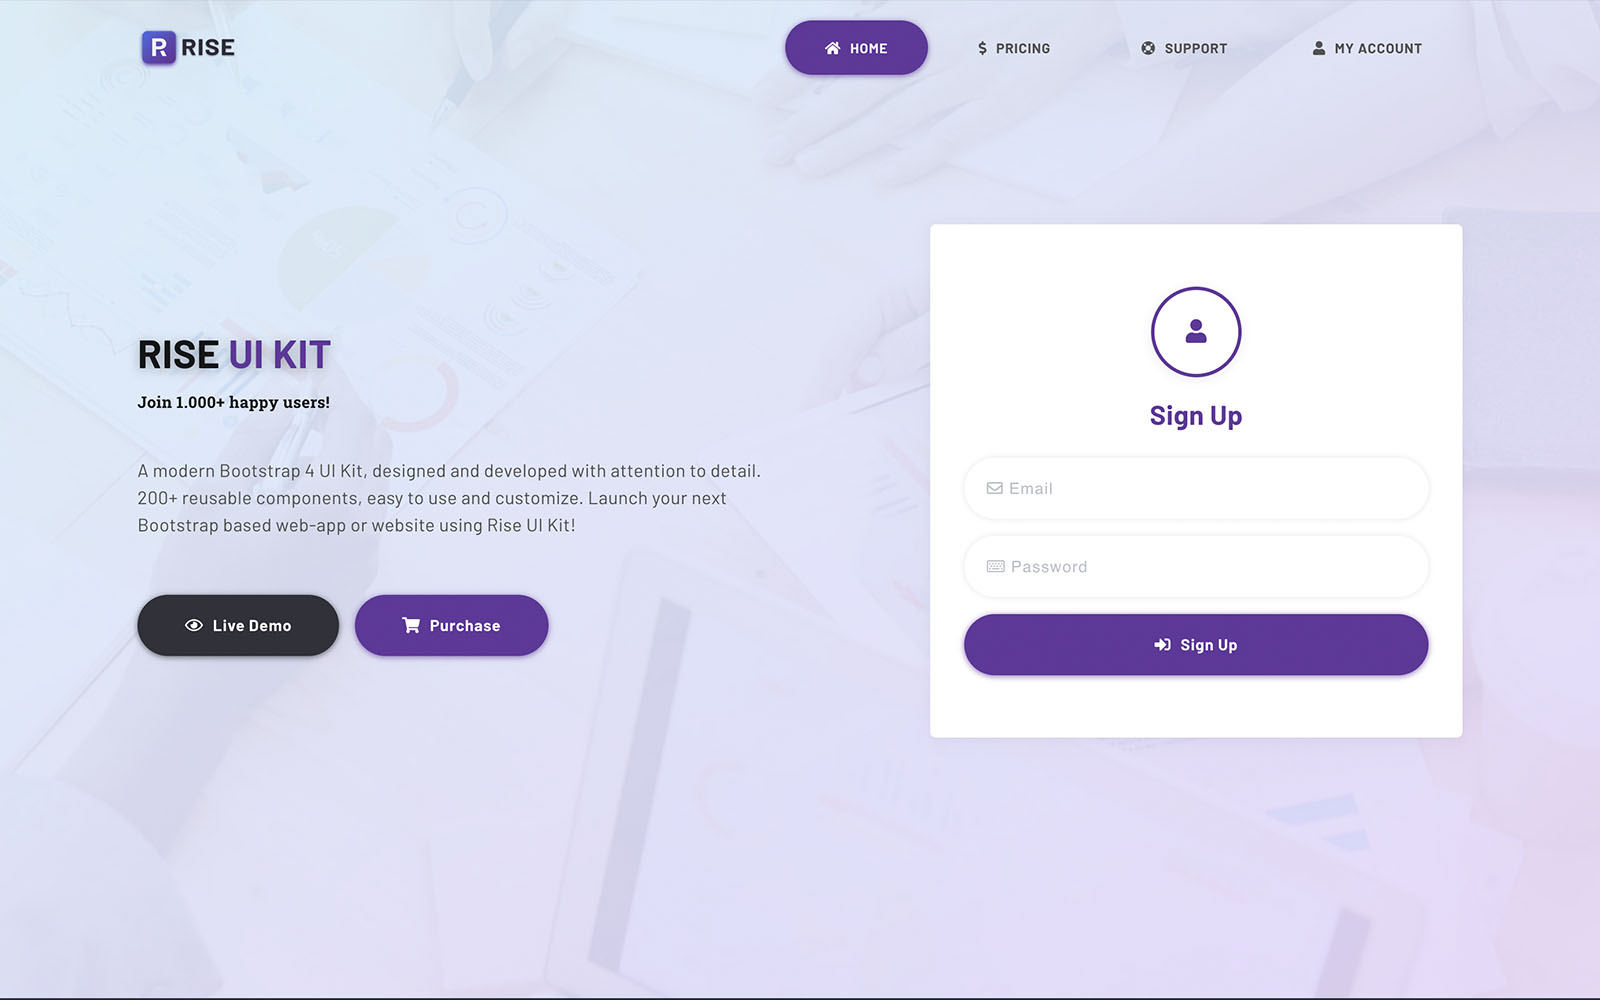 R RISE
HOME
PRICING
SUPPORT
MY ACCOUNT
RISE UI KIT
Join 1.000+ happy users!
A modern Bootstrap 4 UI Kit, designed and developed with attention to detail.
200+ reusable components, easy to use and customize. Launch your next
Bootstrap based web-app or website using Rise UI Kit!
Live Demo
Purchase
Sign Up
Email
Password
Sign Up